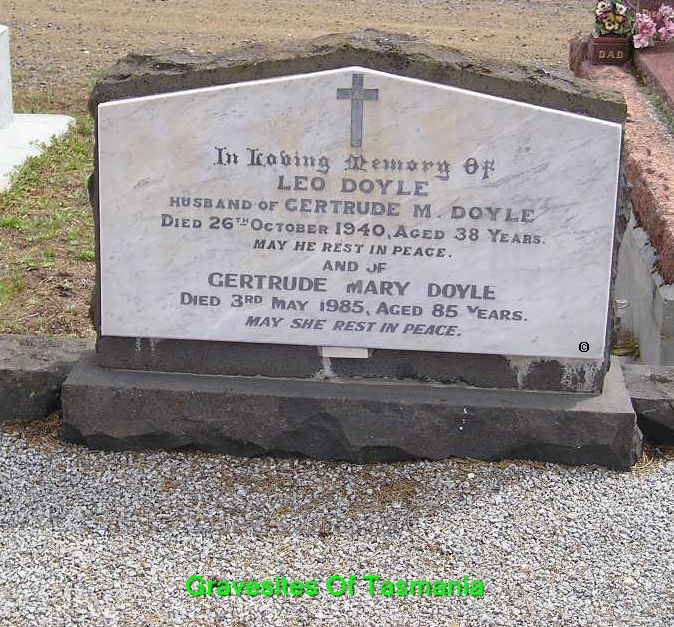 DAD
In Loving Memory Of
LEO DOYLE
HUSBAND OF GERTRUDE M. DOYLE
DIED 26TH OCTOBER 1940, AGED 38 YEARS.
MAY HE REST IN PEACE.
AND OF
GERTRUDE MARY DOYLE
DIED 3RD MAY 1985, AGED 85 YEARS.
MAY SHE REST IN PEACE.
©
Gravesites Of Tasmania